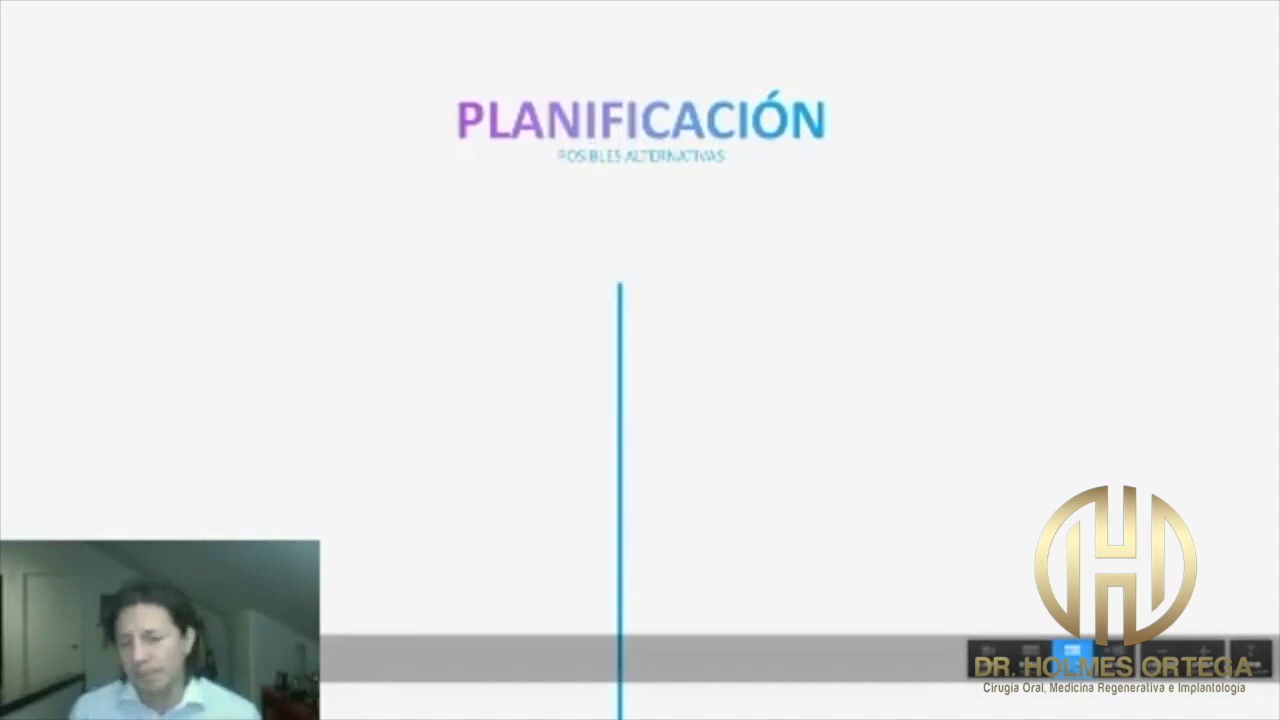 PLANIFICACIÓN
POSIBLES ALTERNATIVAS
DR. HOLMES ORTEGA
Cirugía Oral, Medicina Regenerativa e Implantología